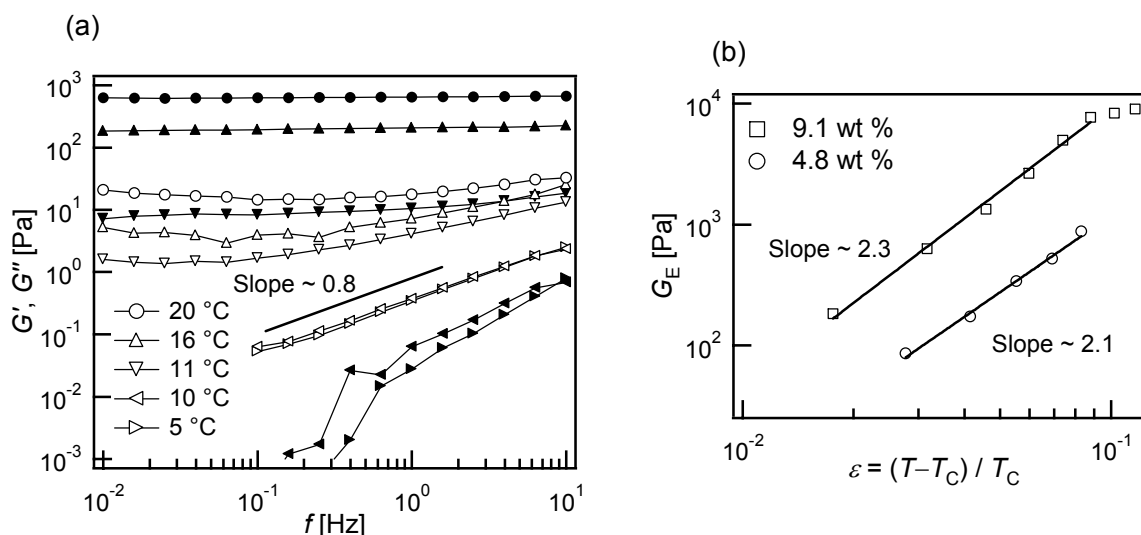 (a)
G′, G″ [Pa]
10³
10²
10¹
10⁰
10⁻¹
10⁻²
10⁻³
Slope ~ 0.8
20 °C
16 °C
11 °C
10 °C
5 °C
10⁻² 10⁻¹ 10⁰ 10¹
f [Hz]
(b)
G_E [Pa]
10⁴
10³
10²
9.1 wt %
4.8 wt %
Slope ~ 2.3
Slope ~ 2.1
10⁻² 10⁻¹
ε = (T−T_C) / T_C